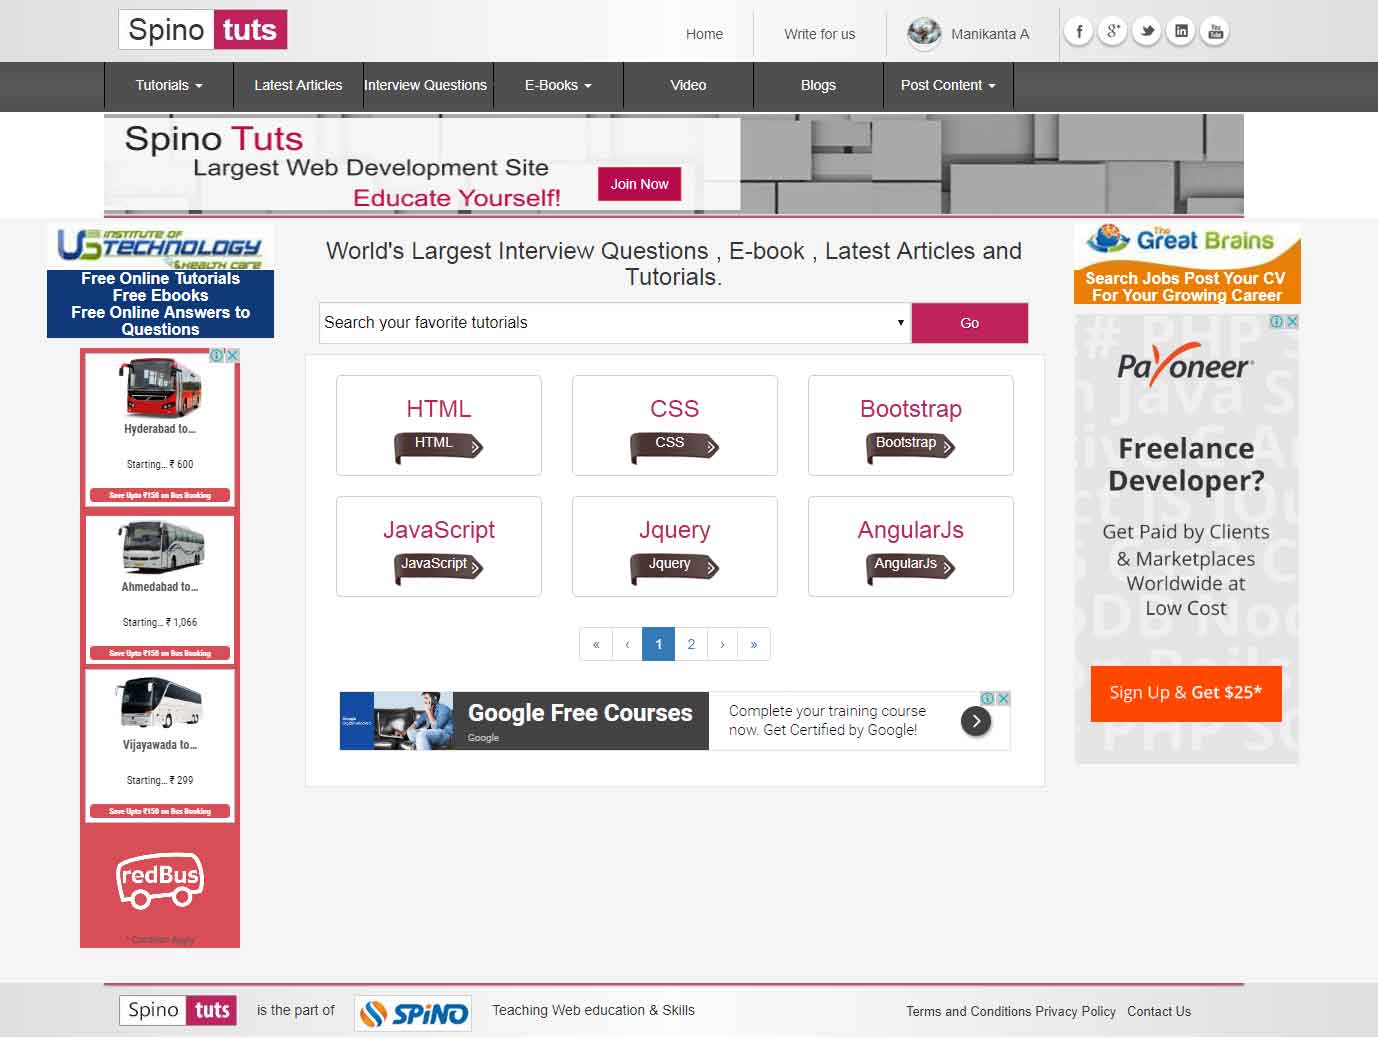 Spino tuts
Home
Write for us
Manikanta A
Tutorials
Latest Articles
Interview Questions
E-Books
Video
Blogs
Post Content
Spino Tuts
Largest Web Development Site
Educate Yourself!
Join Now
US INSTITUTE OF
TECHNOLOGY
& HEALTH CARE
Free Online Tutorials
Free Ebooks
Free Online Answers to
Questions
World's Largest Interview Questions , E-book , Latest Articles and
Tutorials.
Search your favorite tutorials
Go
The
Great Brains
Search Jobs Post Your CV
For Your Growing Career
Hyderabad to...
Starting... ₹ 600
Save Upto ₹150 on Bus Booking
Ahmedabad to...
Starting... ₹ 1,066
Save Upto ₹150 on Bus Booking
Vijayawada to...
Starting... ₹ 299
Save Upto ₹150 on Bus Booking
redBus
* Condition Apply
HTML
HTML
CSS
CSS
Bootstrap
Bootstrap
JavaScript
JavaScript
Jquery
Jquery
AngularJs
AngularJs
« ‹ 1 2 › »
Google Free Courses
Google
Complete your training course
now. Get Certified by Google!
Payoneer
Freelance
Developer?
Get Paid by Clients
& Marketplaces
Worldwide at
Low Cost
Sign Up & Get $25*
Spino tuts
is the part of
SPiNO
Teaching Web education & Skills
Terms and Conditions Privacy Policy
Contact Us